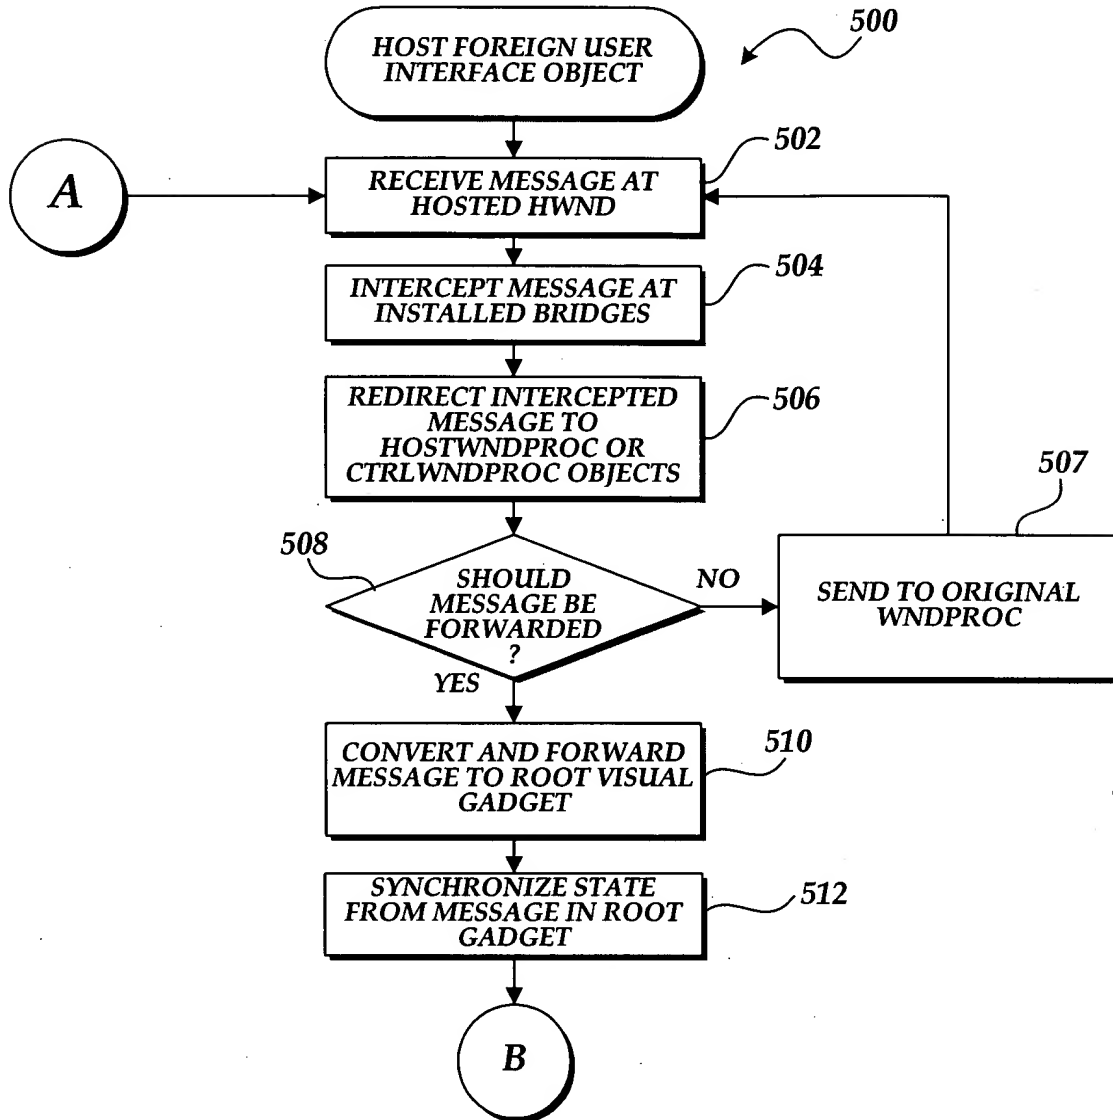 HOST FOREIGN USER
INTERFACE OBJECT
500
A
502
RECEIVE MESSAGE AT
HOSTED HWND
504
INTERCEPT MESSAGE AT
INSTALLED BRIDGES
506
REDIRECT INTERCEPTED
MESSAGE TO
HOSTWNDPROC OR
CTRLWNDPROC OBJECTS
507
508
SHOULD
MESSAGE BE
FORWARDED
?
NO
SEND TO ORIGINAL
WNDPROC
YES
510
CONVERT AND FORWARD
MESSAGE TO ROOT VISUAL
GADGET
512
SYNCHRONIZE STATE
FROM MESSAGE IN ROOT
GADGET
B